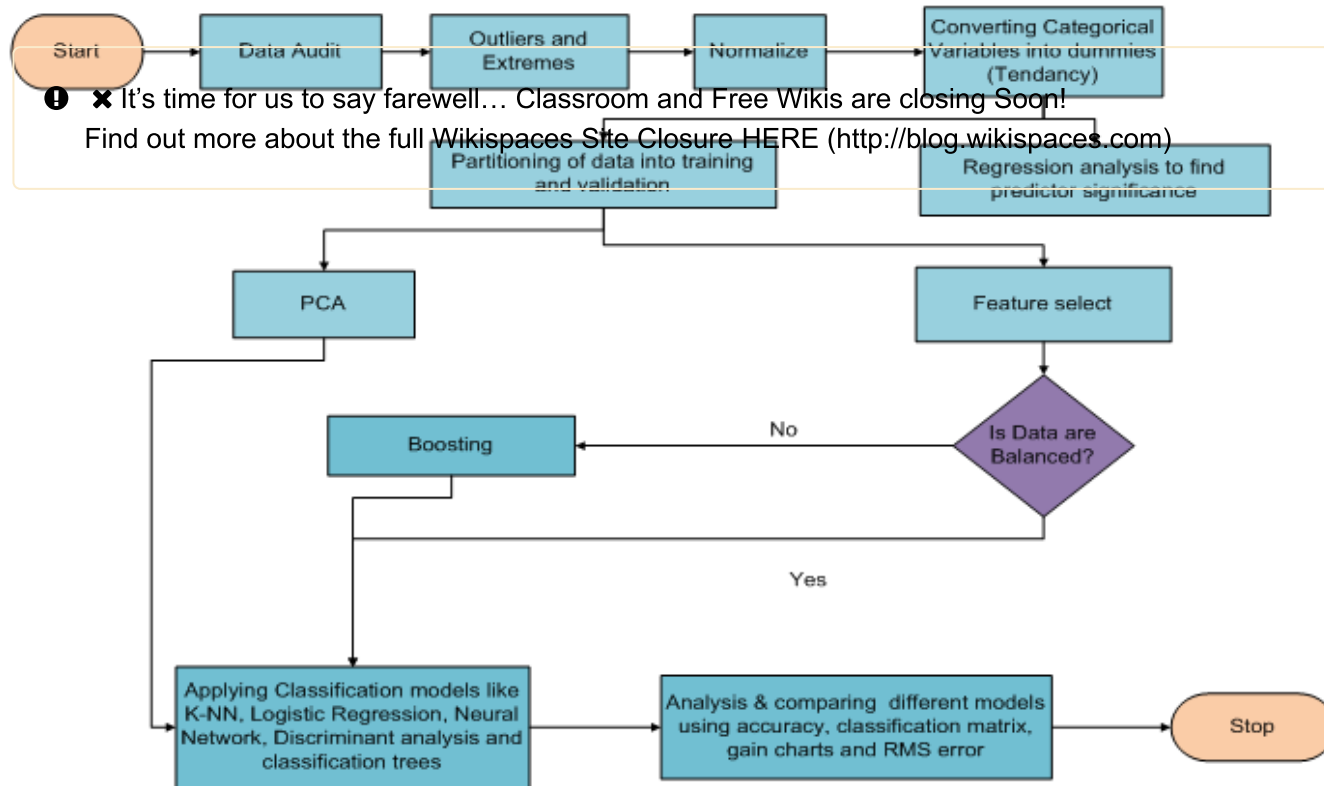 Start
Data Audit
Outliers and
Extremes
Normalize
Converting Categorical
Variables into dummies
(Tendancy)
It's time for us to say farewell… Classroom and Free Wikis are closing Soon!
Find out more about the full Wikispaces Site Closure HERE (http://blog.wikispaces.com)
Partitioning of data into training
and validation
Regression analysis to find
predictor significance
PCA
Feature select
Is Data are
Balanced?
No
Boosting
Yes
Applying Classification models like
K-NN, Logistic Regression, Neural
Network, Discriminant analysis and
classification trees
Analysis & comparing different models
using accuracy, classification matrix,
gain charts and RMS error
Stop